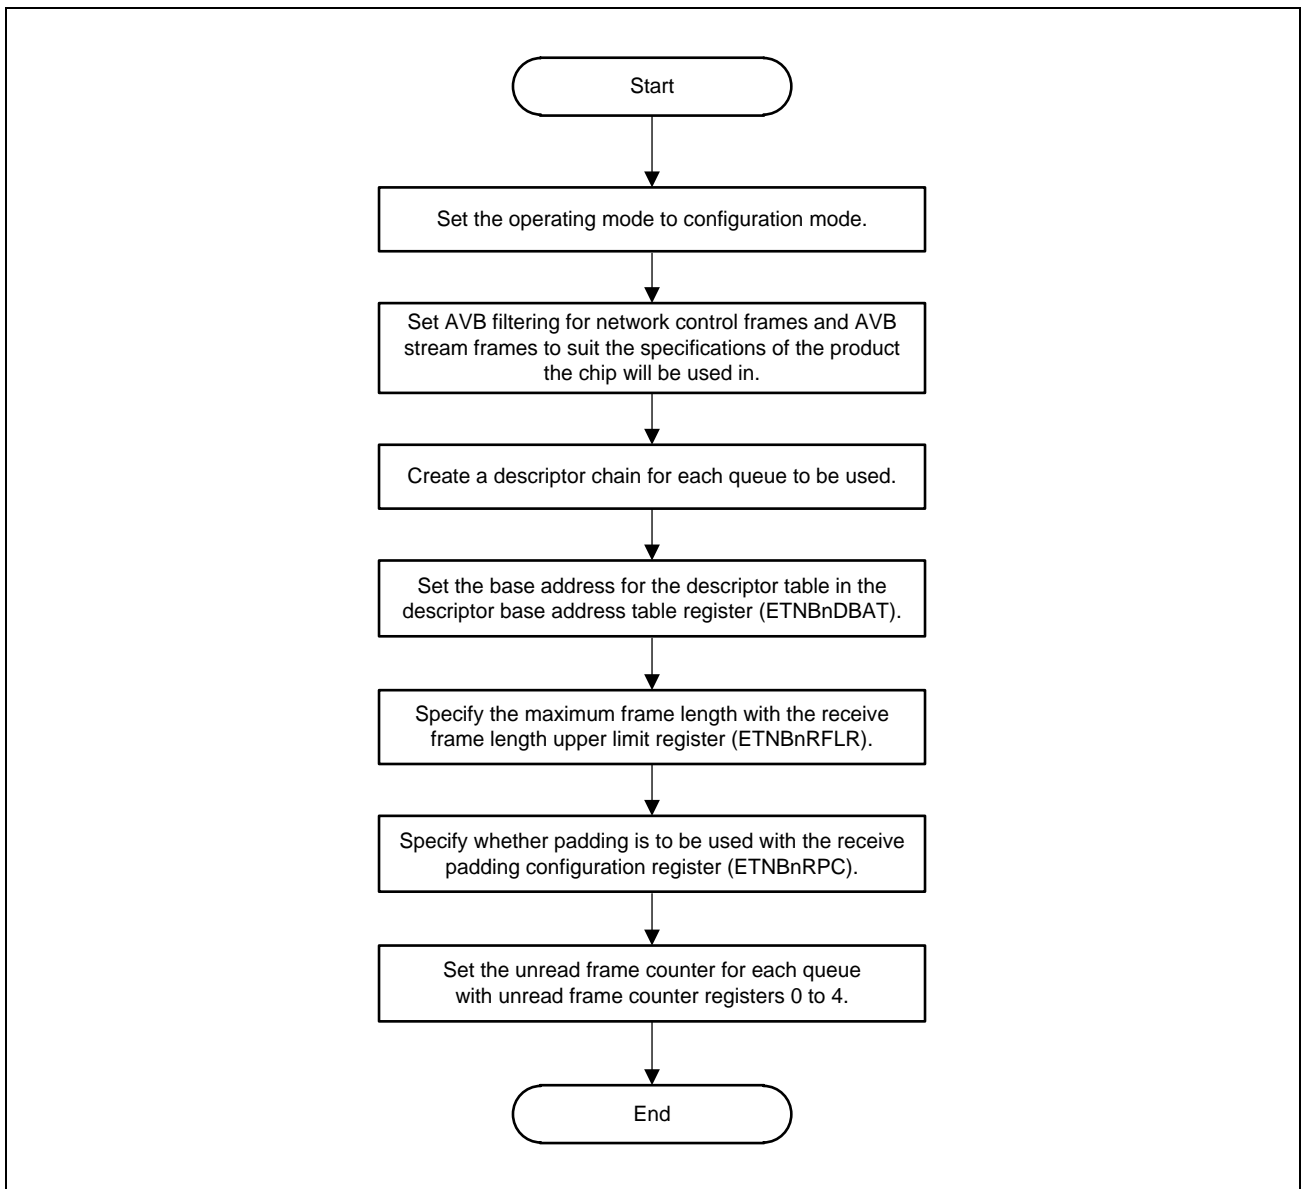 Start
Set the operating mode to configuration mode.
Set AVB filtering for network control frames and AVB
stream frames to suit the specifications of the product
the chip will be used in.
Create a descriptor chain for each queue to be used.
Set the base address for the descriptor table in the
descriptor base address table register (ETNBnDBAT).
Specify the maximum frame length with the receive
frame length upper limit register (ETNBnRFLR).
Specify whether padding is to be used with the receive
padding configuration register (ETNBnRPC).
Set the unread frame counter for each queue
with unread frame counter registers 0 to 4.
End